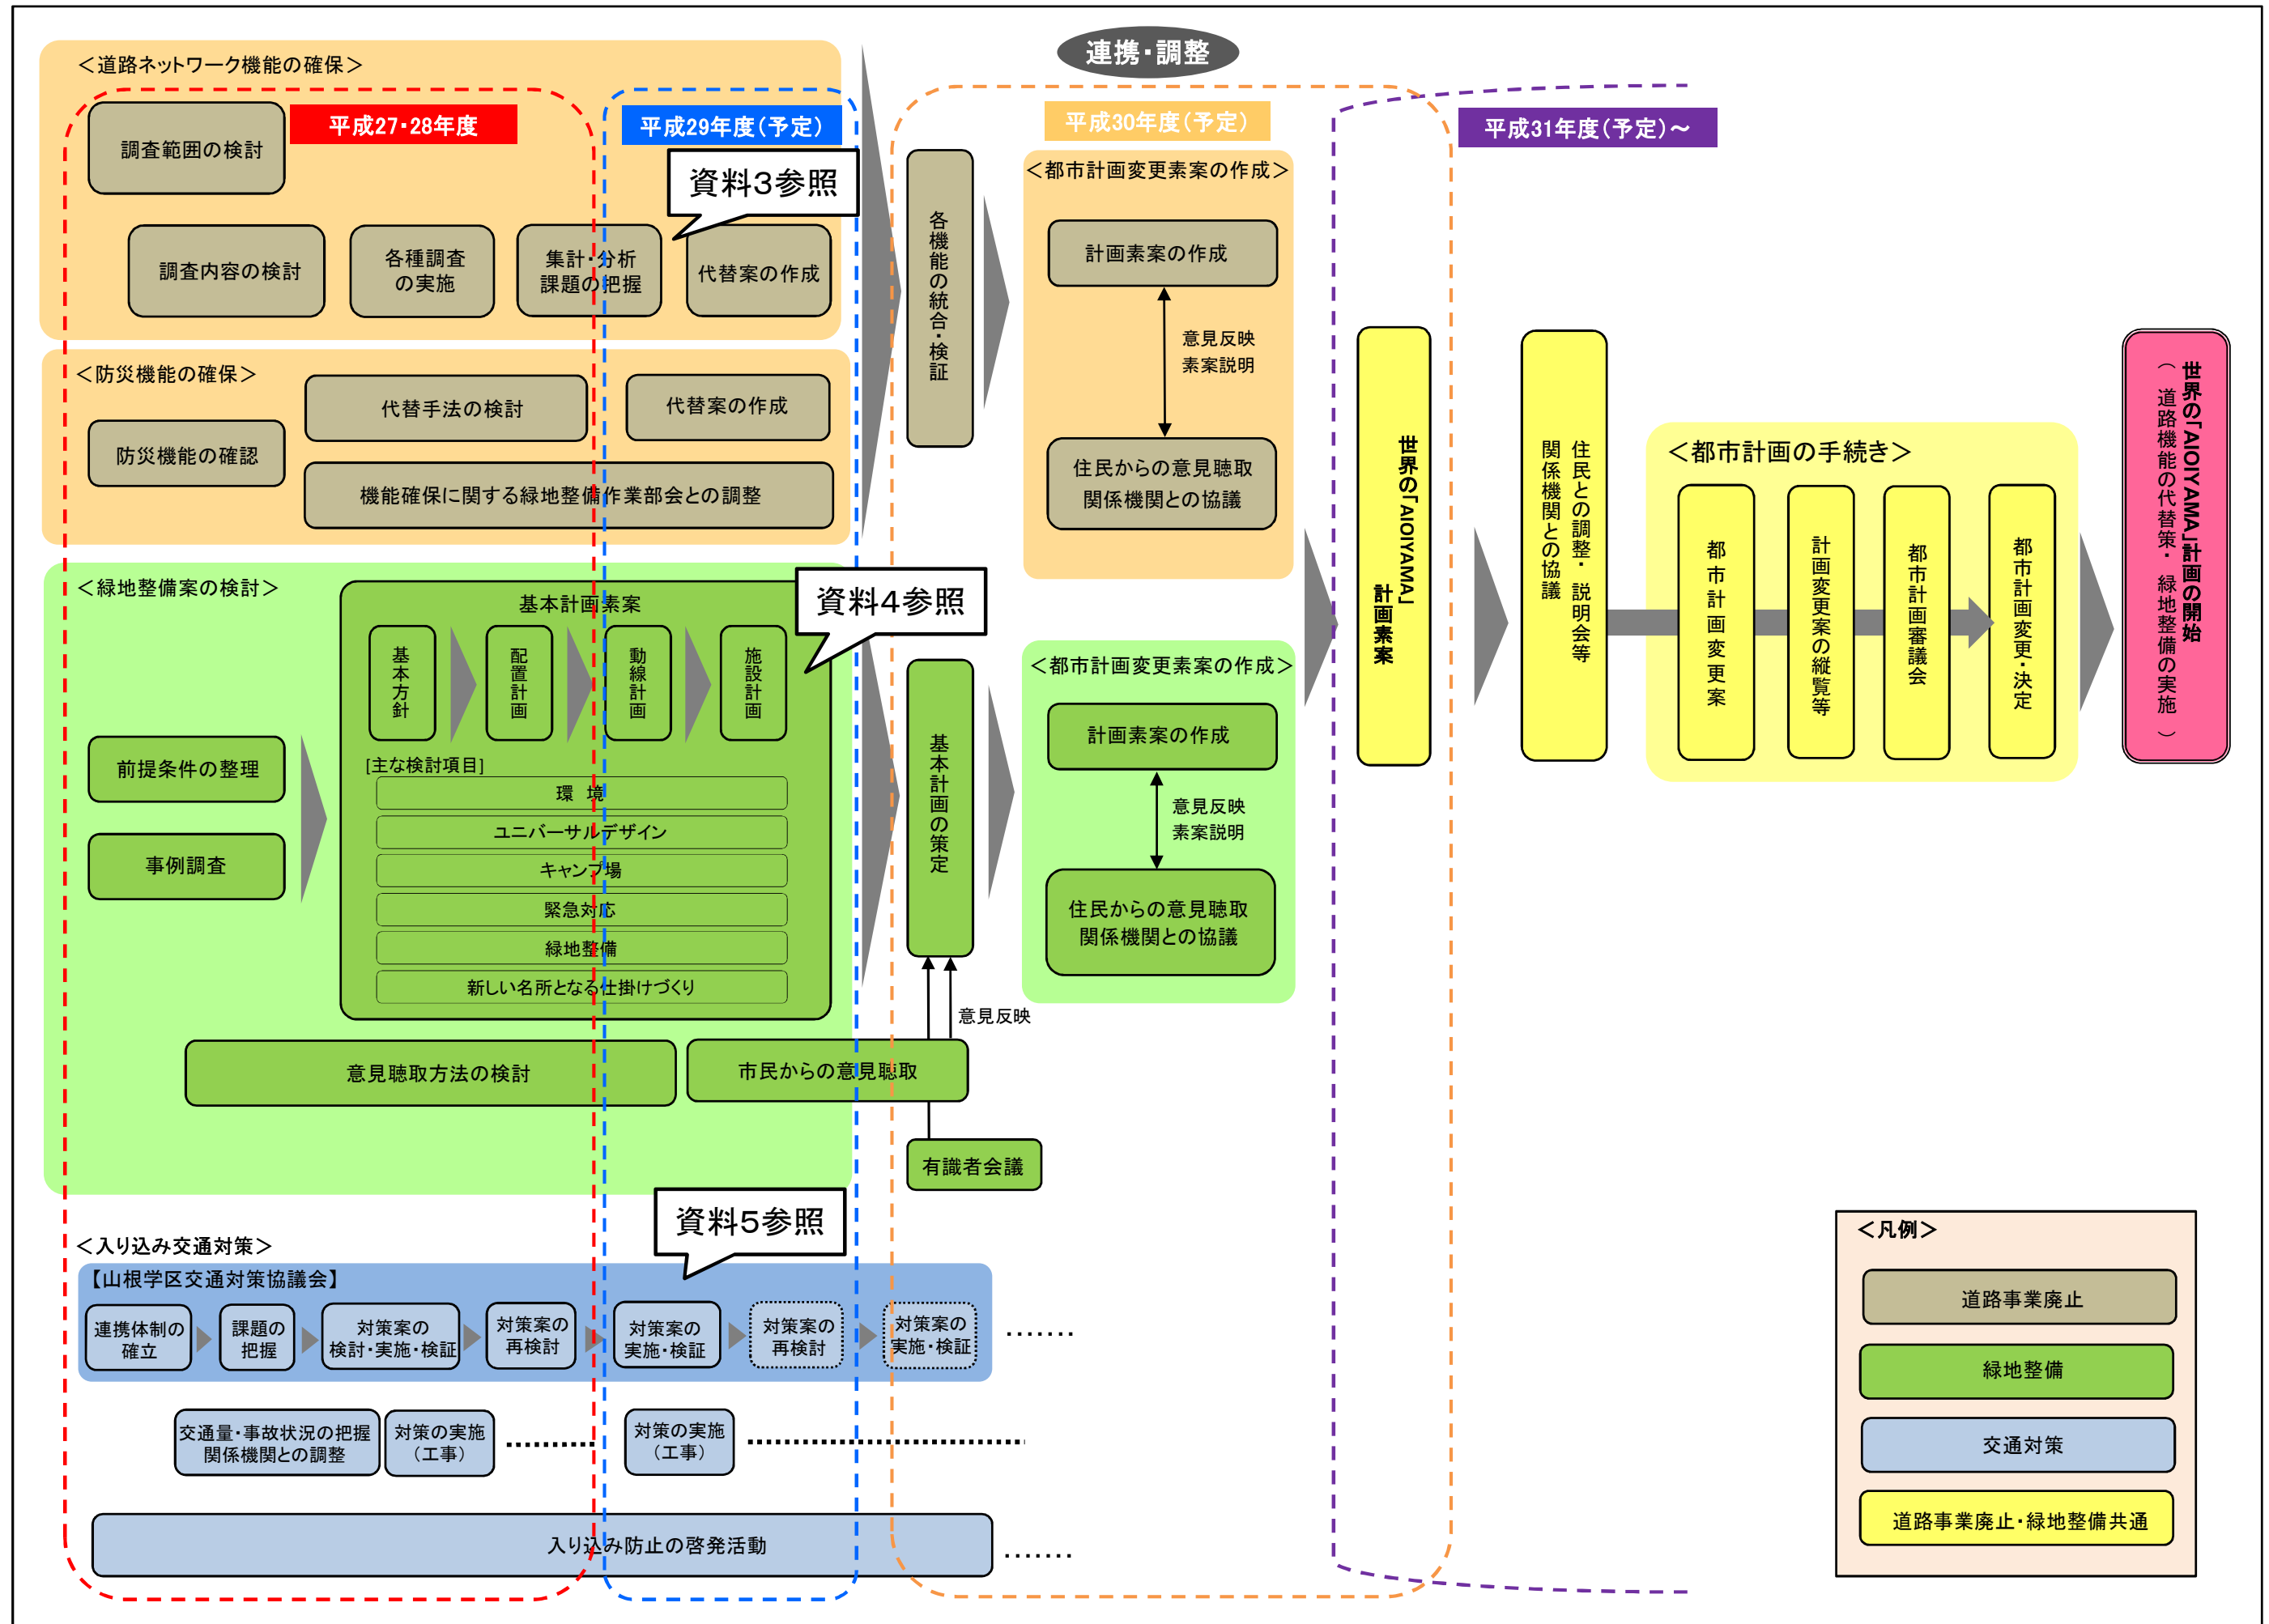 連携・調整
＜道路ネットワーク機能の確保＞
平成27・28年度
平成29年度(予定)
平成30年度(予定)
平成31年度(予定)～
調査範囲の検討
資料3参照
調査内容の検討
各種調査
の実施
集計・分析
課題の把握
代替案の作成
＜防災機能の確保＞
防災機能の確認
代替手法の検討
代替案の作成
機能確保に関する緑地整備作業部会との調整
各機能の統合・検証
＜都市計画変更素案の作成＞
計画素案の作成
意見反映
素案説明
住民からの意見聴取
関係機関との協議
＜緑地整備案の検討＞
資料4参照
基本計画素案
基本方針
配置計画
動線計画
施設計画
前提条件の整理
事例調査
[主な検討項目]
環　境
ユニバーサルデザイン
キャンプ場
緊急対応
緑地整備
新しい名所となる仕掛けづくり
意見聴取方法の検討
市民からの意見聴取
基本計画の策定
意見反映
有識者会議
＜都市計画変更素案の作成＞
計画素案の作成
意見反映
素案説明
住民からの意見聴取
関係機関との協議
世界の「AIOIYAMA」
計画素案
住民との調整・説明会等
関係機関との協議
＜都市計画の手続き＞
都市計画変更案
計画変更案の縦覧等
都市計画審議会
都市計画変更・決定
世界の「AIOIYAMA」計画の開始
（道路機能の代替策・緑地整備の実施）
資料5参照
＜入り込み交通対策＞
【山根学区交通対策協議会】
連携体制の
確立
課題の
把握
対策案の
検討・実施・検証
対策案の
再検討
対策案の
実施・検証
対策案の
再検討
対策案の
実施・検証
・・・・・・・
交通量・事故状況の把握
関係機関との調整
対策の実施
（工事）
対策の実施
（工事）
入り込み防止の啓発活動
・・・・・・・
＜凡例＞
道路事業廃止
緑地整備
交通対策
道路事業廃止・緑地整備共通